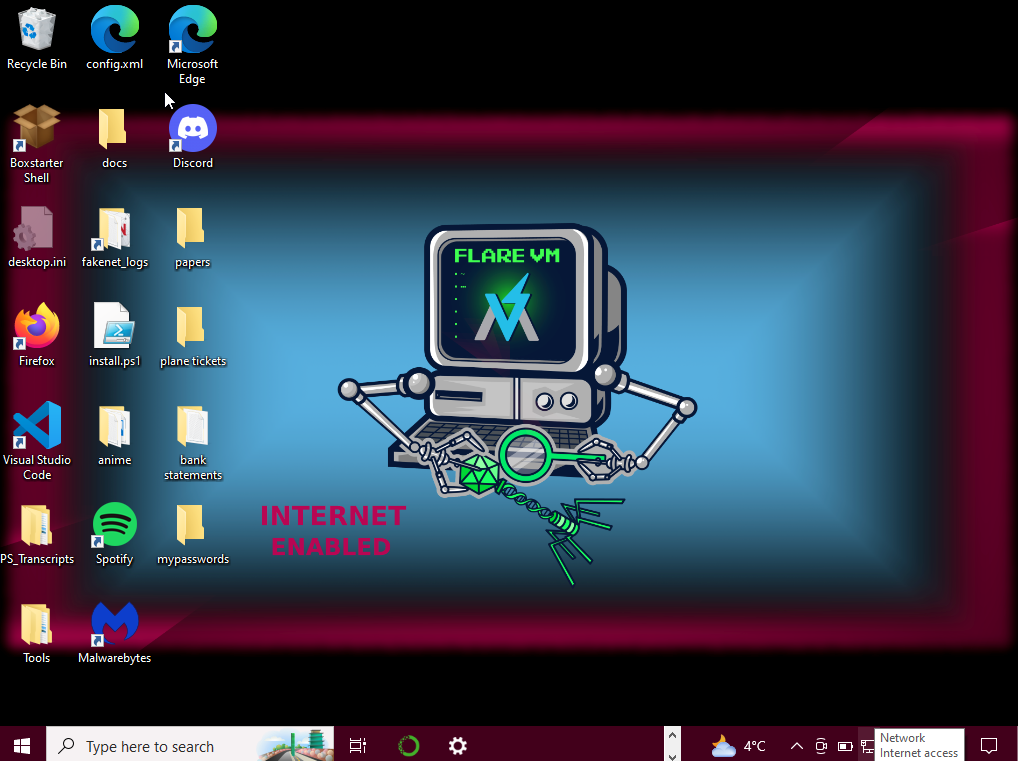 Recycle Bin
config.xml
Microsoft
Edge
Boxstarter
Shell
docs
Discord
desktop.ini
fakenet_logs
papers
Firefox
install.ps1
plane tickets
Visual Studio
Code
anime
bank
statements
PS_Transcripts
Spotify
mypasswords
Tools
Malwarebytes
FLARE VM
INTERNET
ENABLED
Type here to search
4°C
Network
Internet access